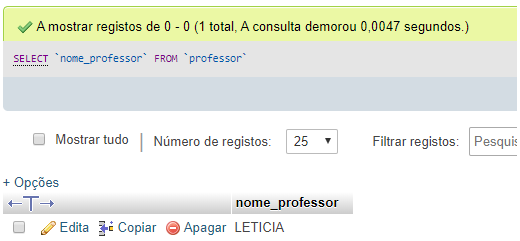 A mostrar registos de 0 - 0 (1 total, A consulta demorou 0,0047 segundos.)
SELECT `nome_professor` FROM `professor`
Mostrar tudo | Número de registos: 25 Filtrar registos: Pesquis
+ Opções
nome_professor
Edita Copiar Apagar LETICIA